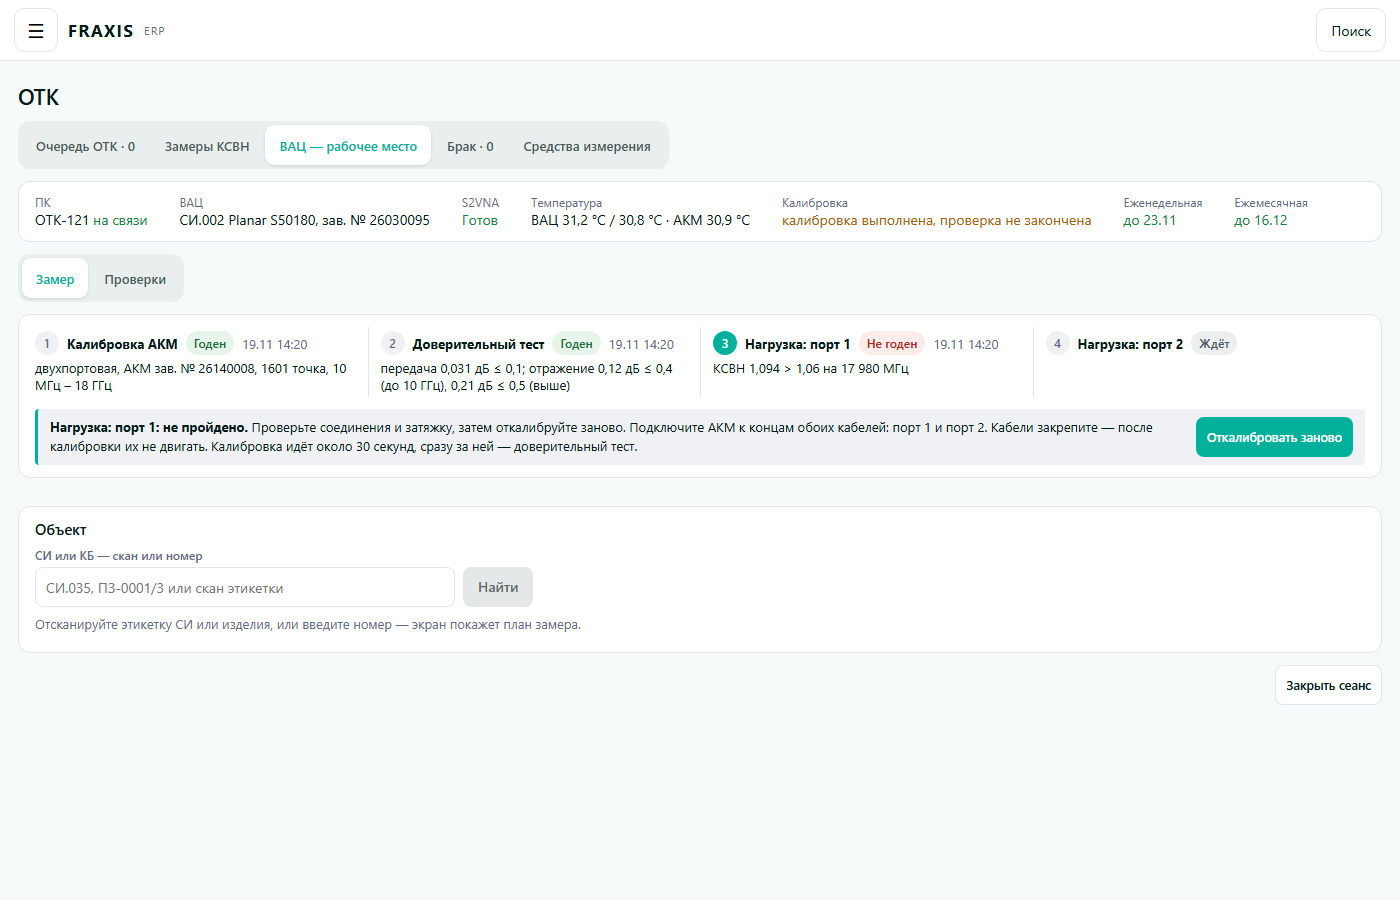 ☰ FRAXIS ERP Поиск
ОТК
Очередь ОТК · 0 Замеры КСВН ВАЦ — рабочее место Брак · 0 Средства измерения
ПК ВАЦ S2VNA Температура Калибровка Еженедельная Ежемесячная
ОТК-121 на связи СИ.002 Planar S50180, зав. № 26030095 Готов ВАЦ 31,2 °C / 30,8 °C · АКМ 30,9 °C калибровка выполнена, проверка не закончена до 23.11 до 16.12
Замер Проверки
1 Калибровка АКМ Годен 19.11 14:20
двухпортовая, АКМ зав. № 26140008, 1601 точка, 10
МГц – 18 ГГц
2 Доверительный тест Годен 19.11 14:20
передача 0,031 дБ ≤ 0,1; отражение 0,12 дБ ≤ 0,4
(до 10 ГГц), 0,21 дБ ≤ 0,5 (выше)
3 Нагрузка: порт 1 Не годен 19.11 14:20
КСВН 1,094 > 1,06 на 17 980 МГц
4 Нагрузка: порт 2 Ждёт
Нагрузка: порт 1: не пройдено. Проверьте соединения и затяжку, затем откалибруйте заново. Подключите АКМ к концам обоих кабелей: порт 1 и порт 2. Кабели закрепите — после
калибровки их не двигать. Калибровка идёт около 30 секунд, сразу за ней — доверительный тест.
Откалибровать заново
Объект
СИ или КБ — скан или номер
СИ.035, ПЗ-0001/3 или скан этикетки Найти
Отсканируйте этикетку СИ или изделия, или введите номер — экран покажет план замера.
Закрыть сеанс